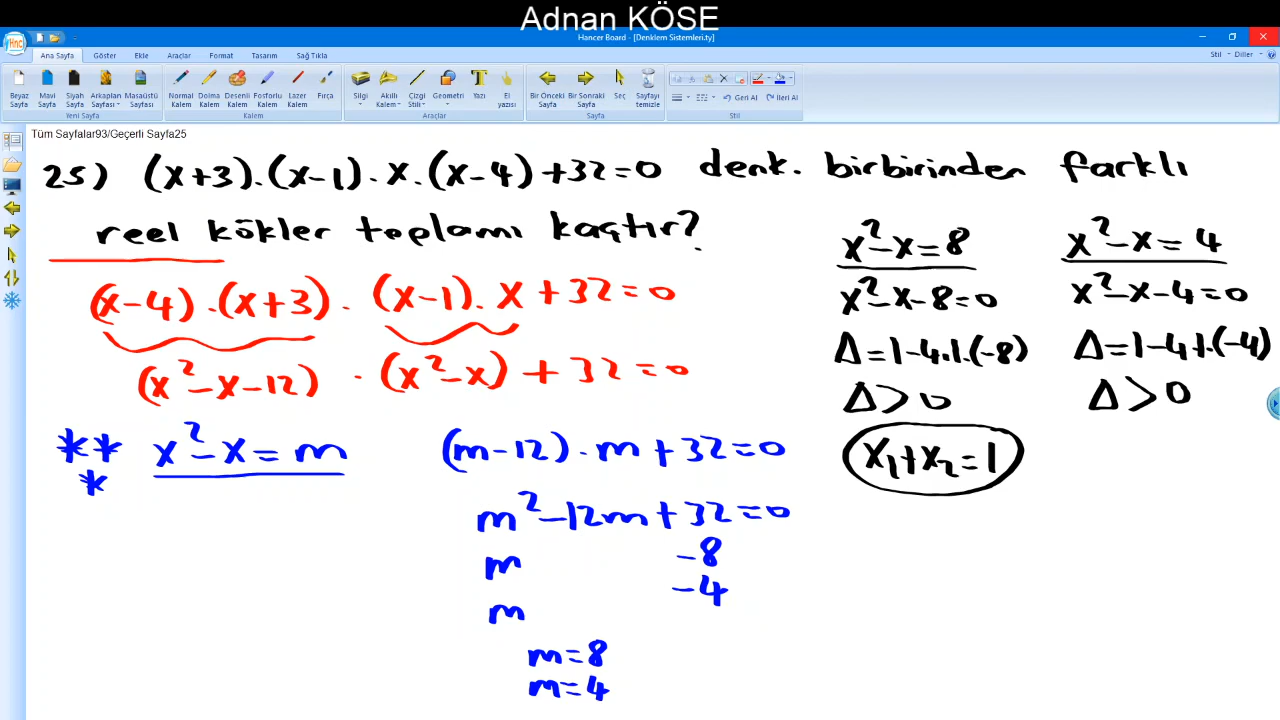 Adnan KÖSE
Hancer Board - [Denklem Sistemleri.ty]
Ana Sayfa Göster Ekle Araçlar Format Tasarım Sağ Tıkla Stil Diller
Beyaz Sayfa Mavi Sayfa Siyah Sayfa Arkaplan Sayfası Masaüstü Sayfası Normal Kalem Dolma Kalem Desenli Kalem Fosforlu Kalem Lazer Kalem Fırça Silgi Akıllı Kalem Çizgi Stili Geometri Yazı El yazısı Bir Önceki Sayfa Bir Sonraki Sayfa Seç Sayfayı temizle Geri Al İleri Al
Yeni Sayfa Kalem Araçlar Sayfa Stil
Tüm Sayfalar93/Geçerli Sayfa25
25) (x+3).(x-1).x.(x-4)+32=0 denk. birbirinden farklı
reel kökler toplamı kaçtır?
(x-4).(x+3).(x-1).x+32=0
(x²-x-12).(x²-x)+32=0
*** x²-x=m
(m-12).m+32=0
m²-12m+32=0
m -8
m -4
m=8
m=4
x²-x=8
x²-x-8=0
Δ=1-4.1.(-8)
Δ>0
x₁+x₂=1
x²-x=4
x²-x-4=0
Δ=1-4.1.(-4)
Δ>0